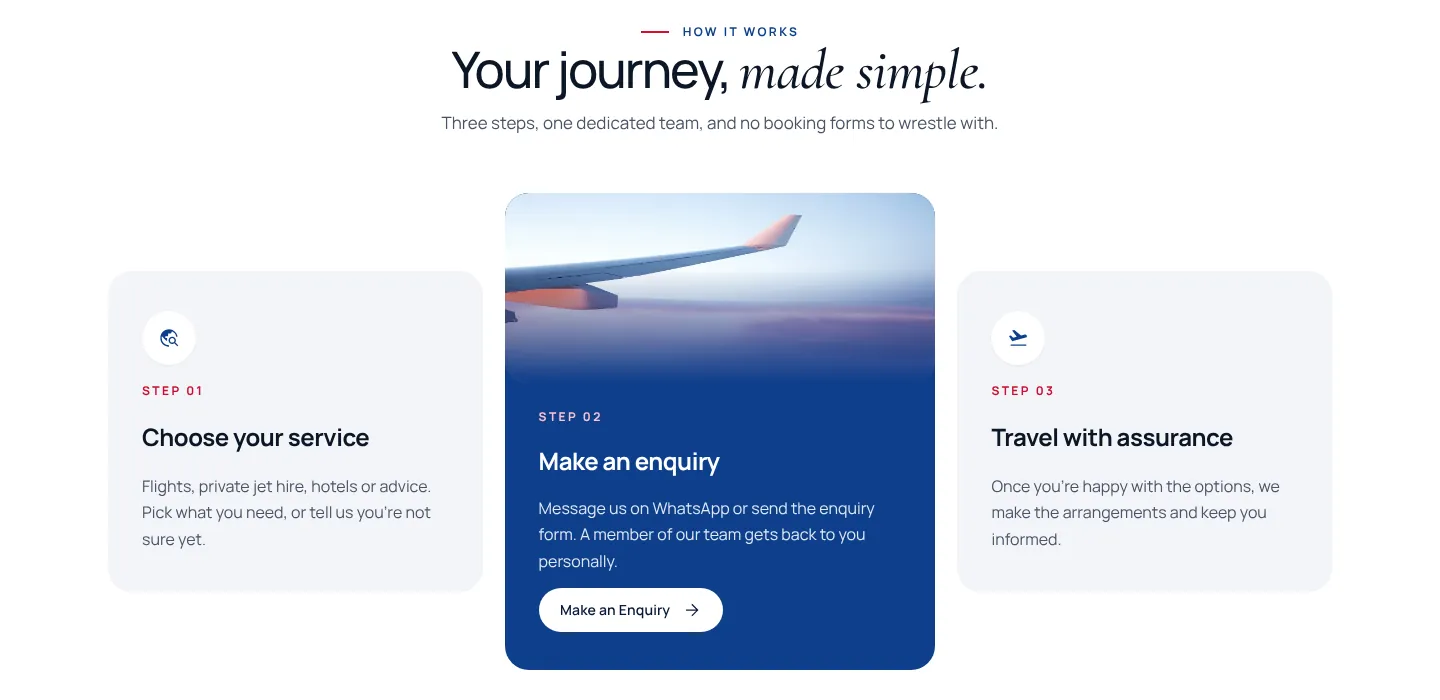 HOW IT WORKS
Your journey, made simple.
Three steps, one dedicated team, and no booking forms to wrestle with.
STEP 01
Choose your service
Flights, private jet hire, hotels or advice.
Pick what you need, or tell us you're not
sure yet.
STEP 02
Make an enquiry
Message us on WhatsApp or send the enquiry
form. A member of our team gets back to you
personally.
Make an Enquiry
STEP 03
Travel with assurance
Once you're happy with the options, we
make the arrangements and keep you
informed.